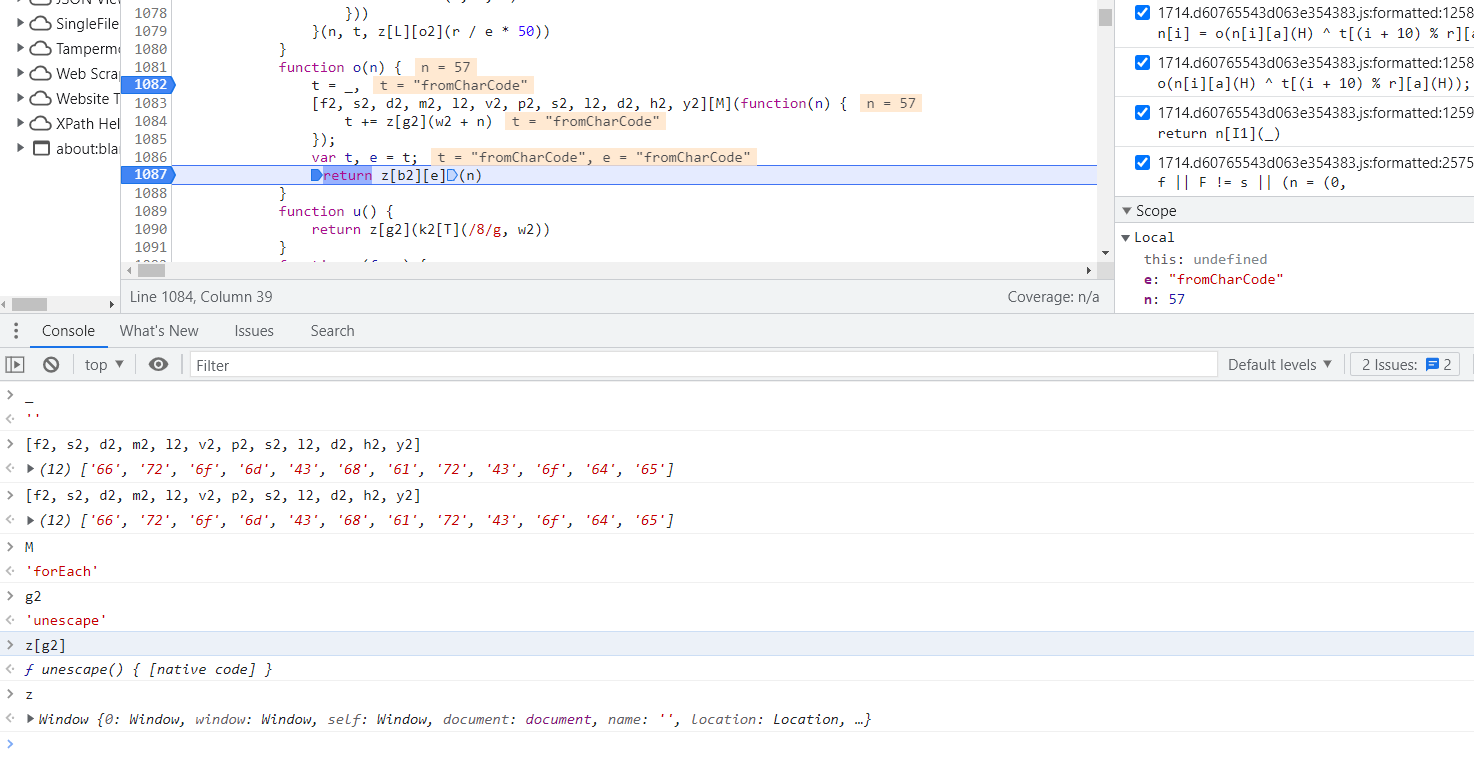 JSON View
SingleFile
Tamperm
Web Scra
Website T
XPath Hel
about:bla
1078 }))
1079 }(n, t, z[L][o2](r / e * 50))
1080 }
1081 function o(n) { n = 57
1082 t = _, t = "fromCharCode"
1083 [f2, s2, d2, m2, l2, v2, p2, s2, l2, d2, h2, y2][M](function(n) { n = 57
1084 t += z[g2](w2 + n) t = "fromCharCode"
1085 });
1086 var t, e = t; t = "fromCharCode", e = "fromCharCode"
1087 return z[b2][e](n)
1088 }
1089 function u() {
1090 return z[g2](k2[T](/8/g, w2))
1091 }
Line 1084, Column 39 Coverage: n/a
1714.d60765543d063e354383.js:formatted:1258
n[i] = o(n[i][a](H) ^ t[(i + 10) % r][a
1714.d60765543d063e354383.js:formatted:1258
o(n[i][a](H) ^ t[(i + 10) % r][a](H));
1714.d60765543d063e354383.js:formatted:1259
return n[I1](_)
1714.d60765543d063e354383.js:formatted:2575
f || F != s || (n = (0,
Scope
Local
this: undefined
e: "fromCharCode"
n: 57
Console What's New Issues Search
top Filter Default levels 2 Issues: 2
_
''
[f2, s2, d2, m2, l2, v2, p2, s2, l2, d2, h2, y2]
(12) ['66', '72', '6f', '6d', '43', '68', '61', '72', '43', '6f', '64', '65']
[f2, s2, d2, m2, l2, v2, p2, s2, l2, d2, h2, y2]
(12) ['66', '72', '6f', '6d', '43', '68', '61', '72', '43', '6f', '64', '65']
M
'forEach'
g2
'unescape'
z[g2]
ƒ unescape() { [native code] }
z
Window {0: Window, window: Window, self: Window, document: document, name: '', location: Location, …}